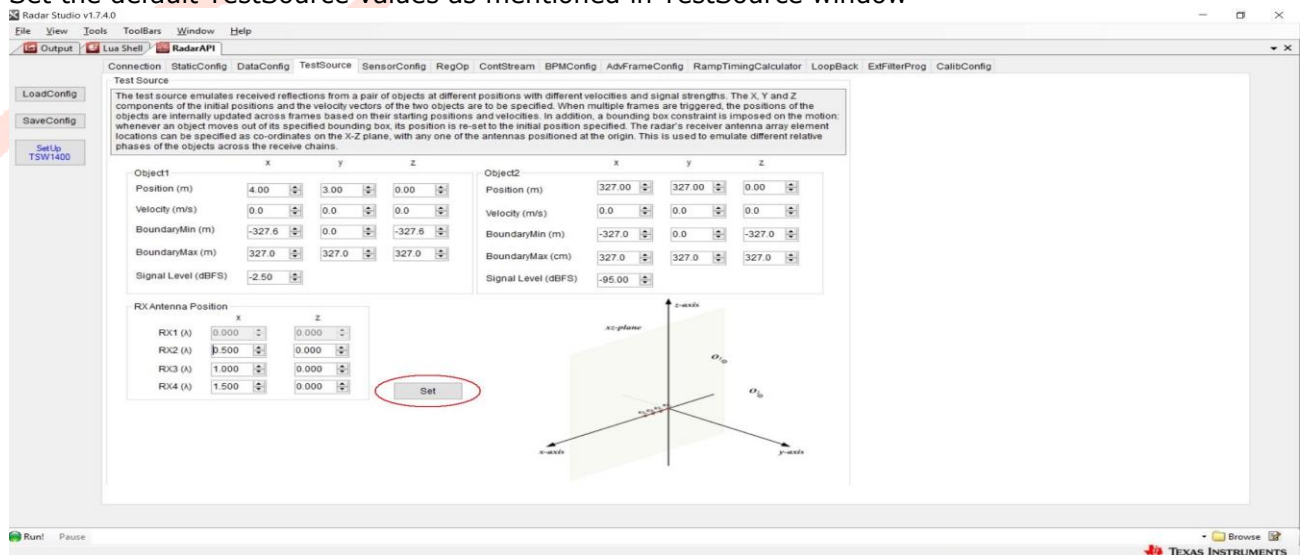 Set the default TestSource values as mentioned in TestSource window
Radar Studio v1.7.4.0
File View Tools ToolBars Window Help
Output Lua Shell RadarAPI
Connection StaticConfig DataConfig TestSource SensorConfig RegOp ContStream BPMConfig AdvFrameConfig RampTimingCalculator LoopBack ExtFilterProg CalibConfig
LoadConfig
SaveConfig
SetUp
TSW1400
Test Source
The test source emulates received reflections from a pair of objects at different positions with different velocities and signal strengths. The X, Y and Z
components of the initial positions and the velocity vectors of the two objects are to be specified. When multiple frames are triggered, the positions of the
objects are internally updated across frames based on their starting positions and velocities. In addition, a bounding box constraint is imposed on the motion:
whenever an object moves out of its specified bounding box, its position is re-set to the initial position specified. The radar's receiver antenna array element
locations can be specified as co-ordinates on the X-Z plane, with any one of the antennas positioned at the origin. This is used to emulate different relative
phases of the objects across the receive chains.
x y z
Object1
Position (m) 4.00 3.00 0.00
Velocity (m/s) 0.0 0.0 0.0
BoundaryMin (m) -327.6 0.0 -327.6
BoundaryMax (m) 327.0 327.0 327.0
Signal Level (dBFS) -2.50
x y z
Object2
Position (m) 327.00 327.00 0.00
Velocity (m/s) 0.0 0.0 0.0
BoundaryMin (m) -327.0 0.0 -327.0
BoundaryMax (cm) 327.0 327.0 327.0
Signal Level (dBFS) -95.00
RX Antenna Position
x z
RX1 (λ) 0.000 0.000
RX2 (λ) 0.500 0.000
RX3 (λ) 1.000 0.000
RX4 (λ) 1.500 0.000
Set
z-axis
xz-plane
x-axis
y-axis
Run! Pause
Browse
TEXAS INSTRUMENTS